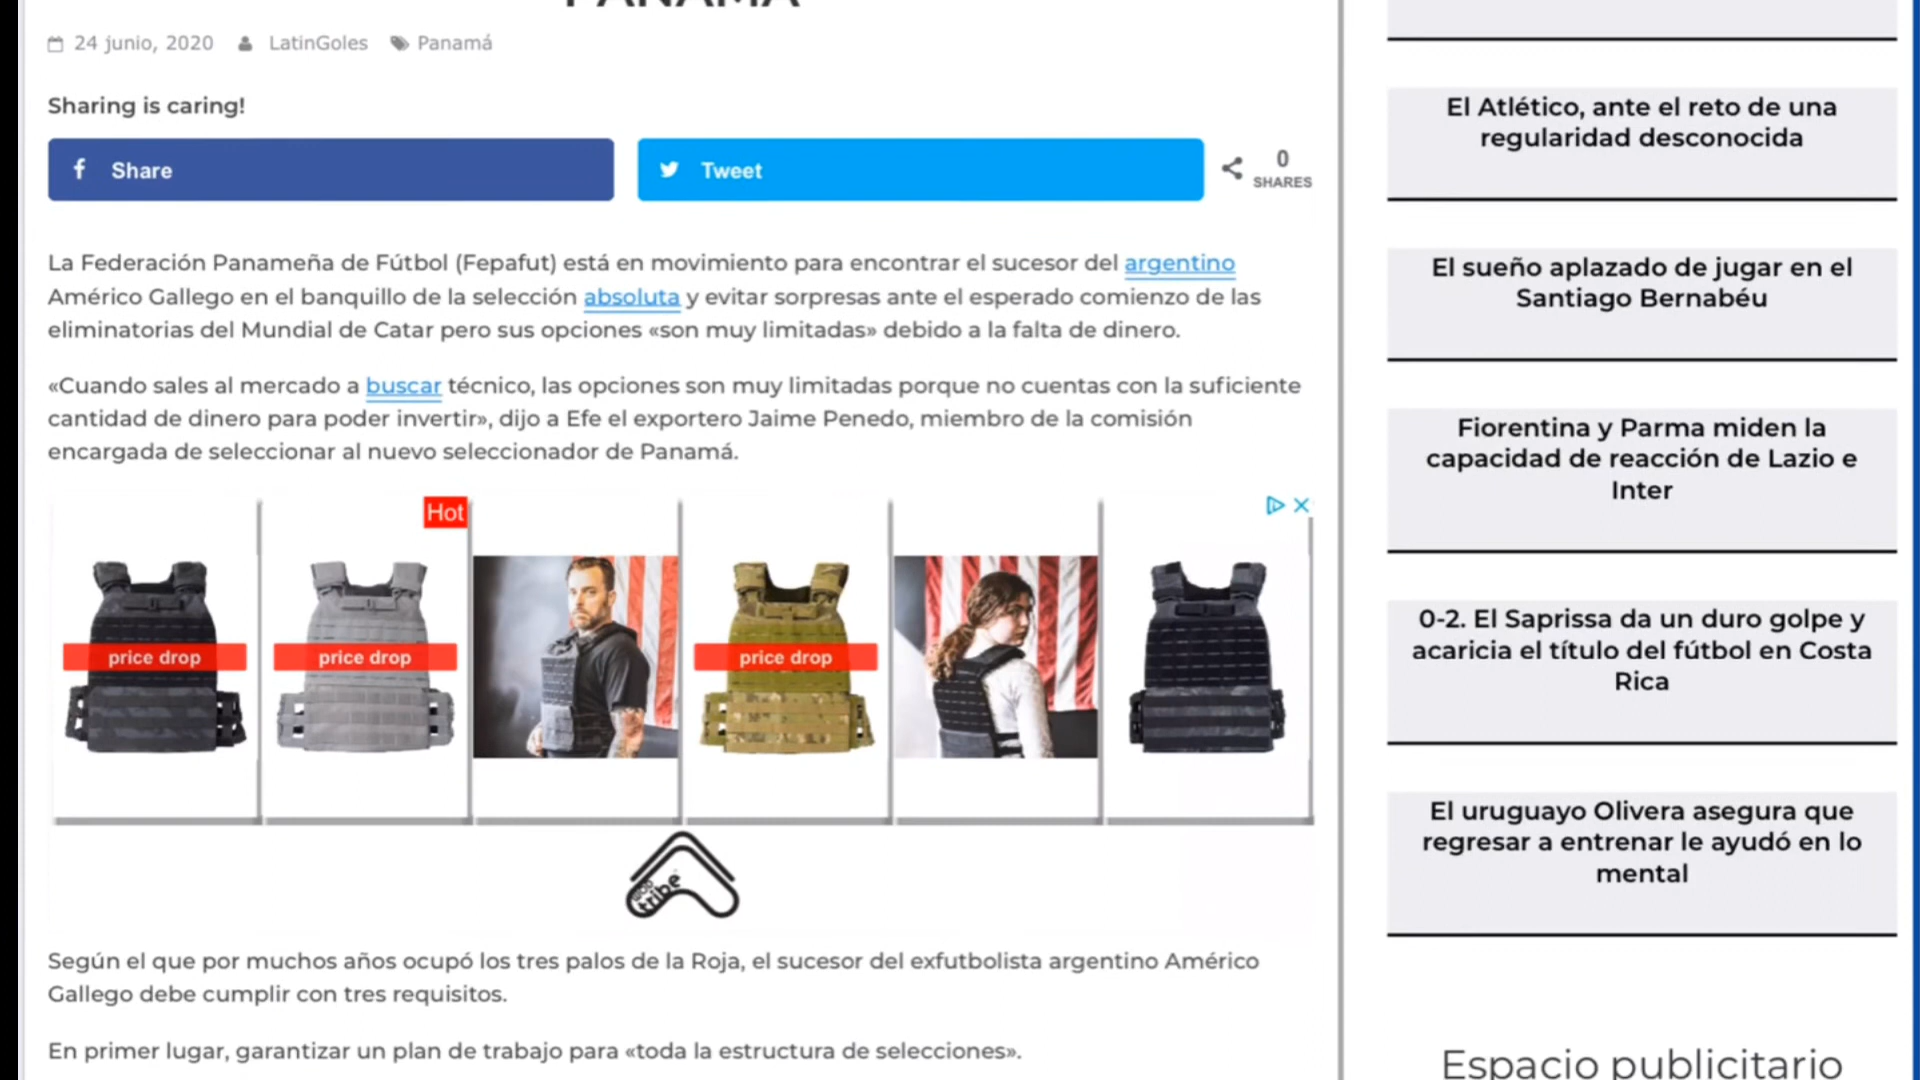 PANAMÁ
24 junio, 2020 LatinGoles Panamá
Sharing is caring!
Share
Tweet
0
SHARES
La Federación Panameña de Fútbol (Fepafut) está en movimiento para encontrar el sucesor del argentino
Américo Gallego en el banquillo de la selección absoluta y evitar sorpresas ante el esperado comienzo de las
eliminatorias del Mundial de Catar pero sus opciones «son muy limitadas» debido a la falta de dinero.
«Cuando sales al mercado a buscar técnico, las opciones son muy limitadas porque no cuentas con la suficiente
cantidad de dinero para poder invertir», dijo a Efe el exportero Jaime Penedo, miembro de la comisión
encargada de seleccionar al nuevo seleccionador de Panamá.
Hot
price drop
price drop
price drop
tribe
Según el que por muchos años ocupó los tres palos de la Roja, el sucesor del exfutbolista argentino Américo
Gallego debe cumplir con tres requisitos.
En primer lugar, garantizar un plan de trabajo para «toda la estructura de selecciones».
El Atlético, ante el reto de una
regularidad desconocida
El sueño aplazado de jugar en el
Santiago Bernabéu
Fiorentina y Parma miden la
capacidad de reacción de Lazio e
Inter
0-2. El Saprissa da un duro golpe y
acaricia el título del fútbol en Costa
Rica
El uruguayo Olivera asegura que
regresar a entrenar le ayudó en lo
mental
Espacio publicitario